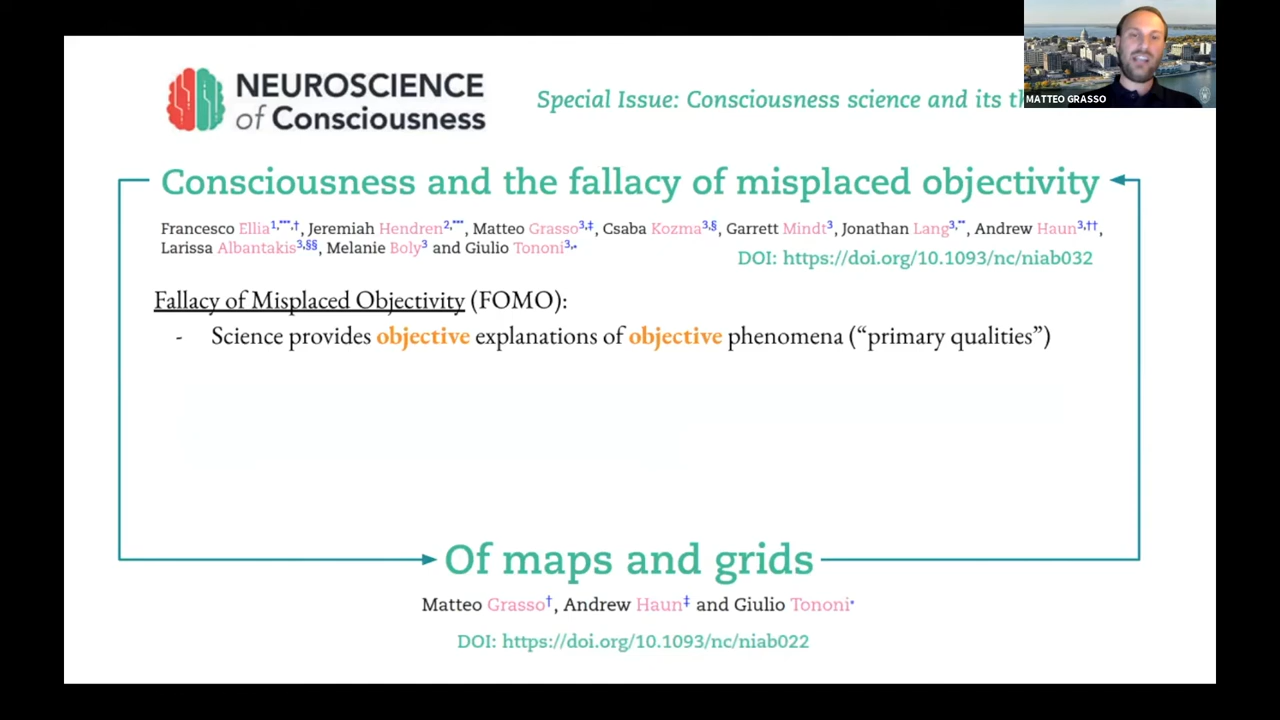 NEUROSCIENCE
of Consciousness
Special Issue: Consciousness science and its
MATTEO GRASSO
Consciousness and the fallacy of misplaced objectivity
Francesco Ellia1,***,†, Jeremiah Hendren2,***, Matteo Grasso3,‡, Csaba Kozma3,§, Garrett Mindt3, Jonathan Lang3,**, Andrew Haun3,††,
Larissa Albantakis3,§§, Melanie Boly3 and Giulio Tononi3,*
DOI: https://doi.org/10.1093/nc/niab032
Fallacy of Misplaced Objectivity (FOMO):
- Science provides objective explanations of objective phenomena (“primary qualities”)
Of maps and grids
Matteo Grasso†, Andrew Haun‡ and Giulio Tononi*
DOI: https://doi.org/10.1093/nc/niab022